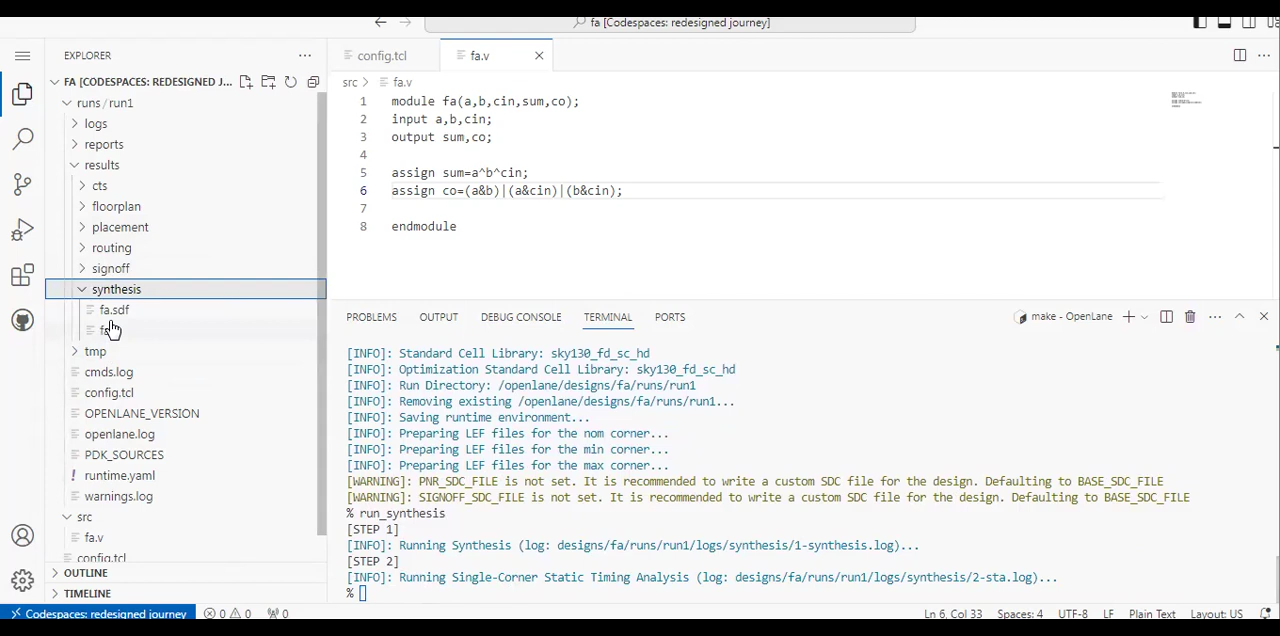 fa [Codespaces: redesigned journey]
EXPLORER
FA [CODESPACES: REDESIGNED J...
runs / run1
logs
reports
results
cts
floorplan
placement
routing
signoff
synthesis
fa.sdf
tmp
cmds.log
config.tcl
OPENLANE_VERSION
openlane.log
PDK_SOURCES
runtime.yaml
warnings.log
src
fa.v
config.tcl
OUTLINE
TIMELINE
config.tcl
fa.v
src > fa.v
1 module fa(a,b,cin,sum,co);
2 input a,b,cin;
3 output sum,co;
4
5 assign sum=a^b^cin;
6 assign co=(a&b)|(a&cin)|(b&cin);
7
8 endmodule
PROBLEMS OUTPUT DEBUG CONSOLE TERMINAL PORTS
make - OpenLane
[INFO]: Standard Cell Library: sky130_fd_sc_hd
[INFO]: Optimization Standard Cell Library: sky130_fd_sc_hd
[INFO]: Run Directory: /openlane/designs/fa/runs/run1
[INFO]: Removing existing /openlane/designs/fa/runs/run1...
[INFO]: Saving runtime environment...
[INFO]: Preparing LEF files for the nom corner...
[INFO]: Preparing LEF files for the min corner...
[INFO]: Preparing LEF files for the max corner...
[WARNING]: PNR_SDC_FILE is not set. It is recommended to write a custom SDC file for the design. Defaulting to BASE_SDC_FILE
[WARNING]: SIGNOFF_SDC_FILE is not set. It is recommended to write a custom SDC file for the design. Defaulting to BASE_SDC_FILE
% run_synthesis
[STEP 1]
[INFO]: Running Synthesis (log: designs/fa/runs/run1/logs/synthesis/1-synthesis.log)...
[STEP 2]
[INFO]: Running Single-Corner Static Timing Analysis (log: designs/fa/runs/run1/logs/synthesis/2-sta.log)...
%
Codespaces: redesigned journey
0 0 0
Ln 6, Col 33 Spaces: 4 UTF-8 LF Plain Text Layout: US